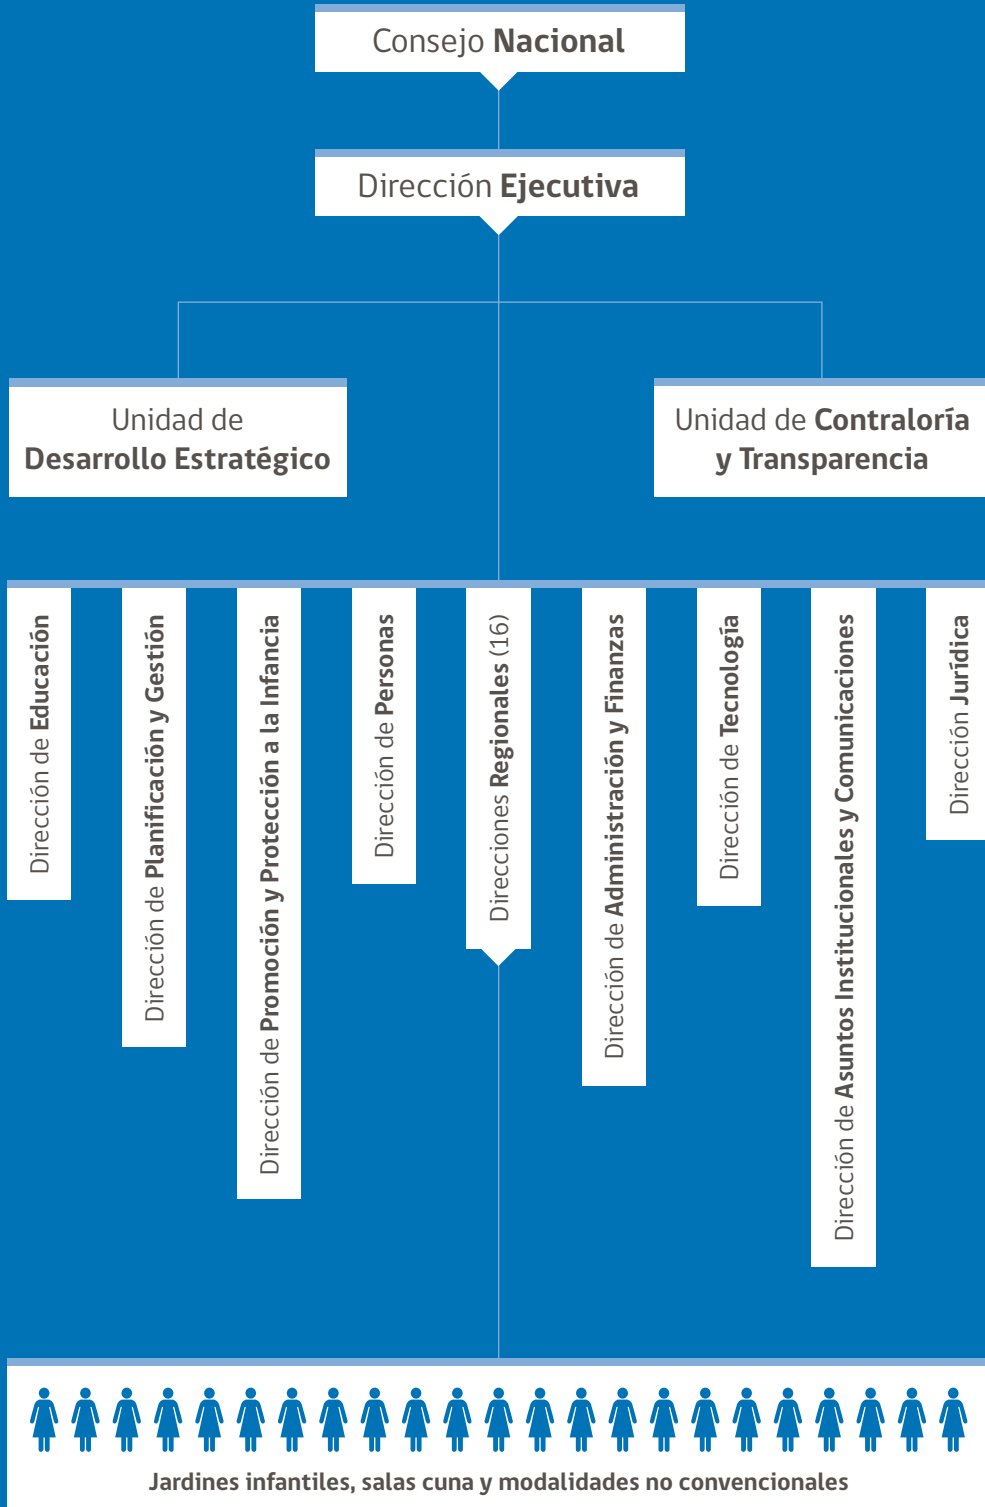 Consejo Nacional
Dirección Ejecutiva
Unidad de
Desarrollo Estratégico
Unidad de Contraloría
y Transparencia
Dirección de Educación
Dirección de Planificación y Gestión
Dirección de Promoción y Protección a la Infancia
Dirección de Personas
Direcciones Regionales (16)
Dirección de Administración y Finanzas
Dirección de Tecnología
Dirección de Asuntos Institucionales y Comunicaciones
Dirección Jurídica
Jardines infantiles, salas cuna y modalidades no convencionales